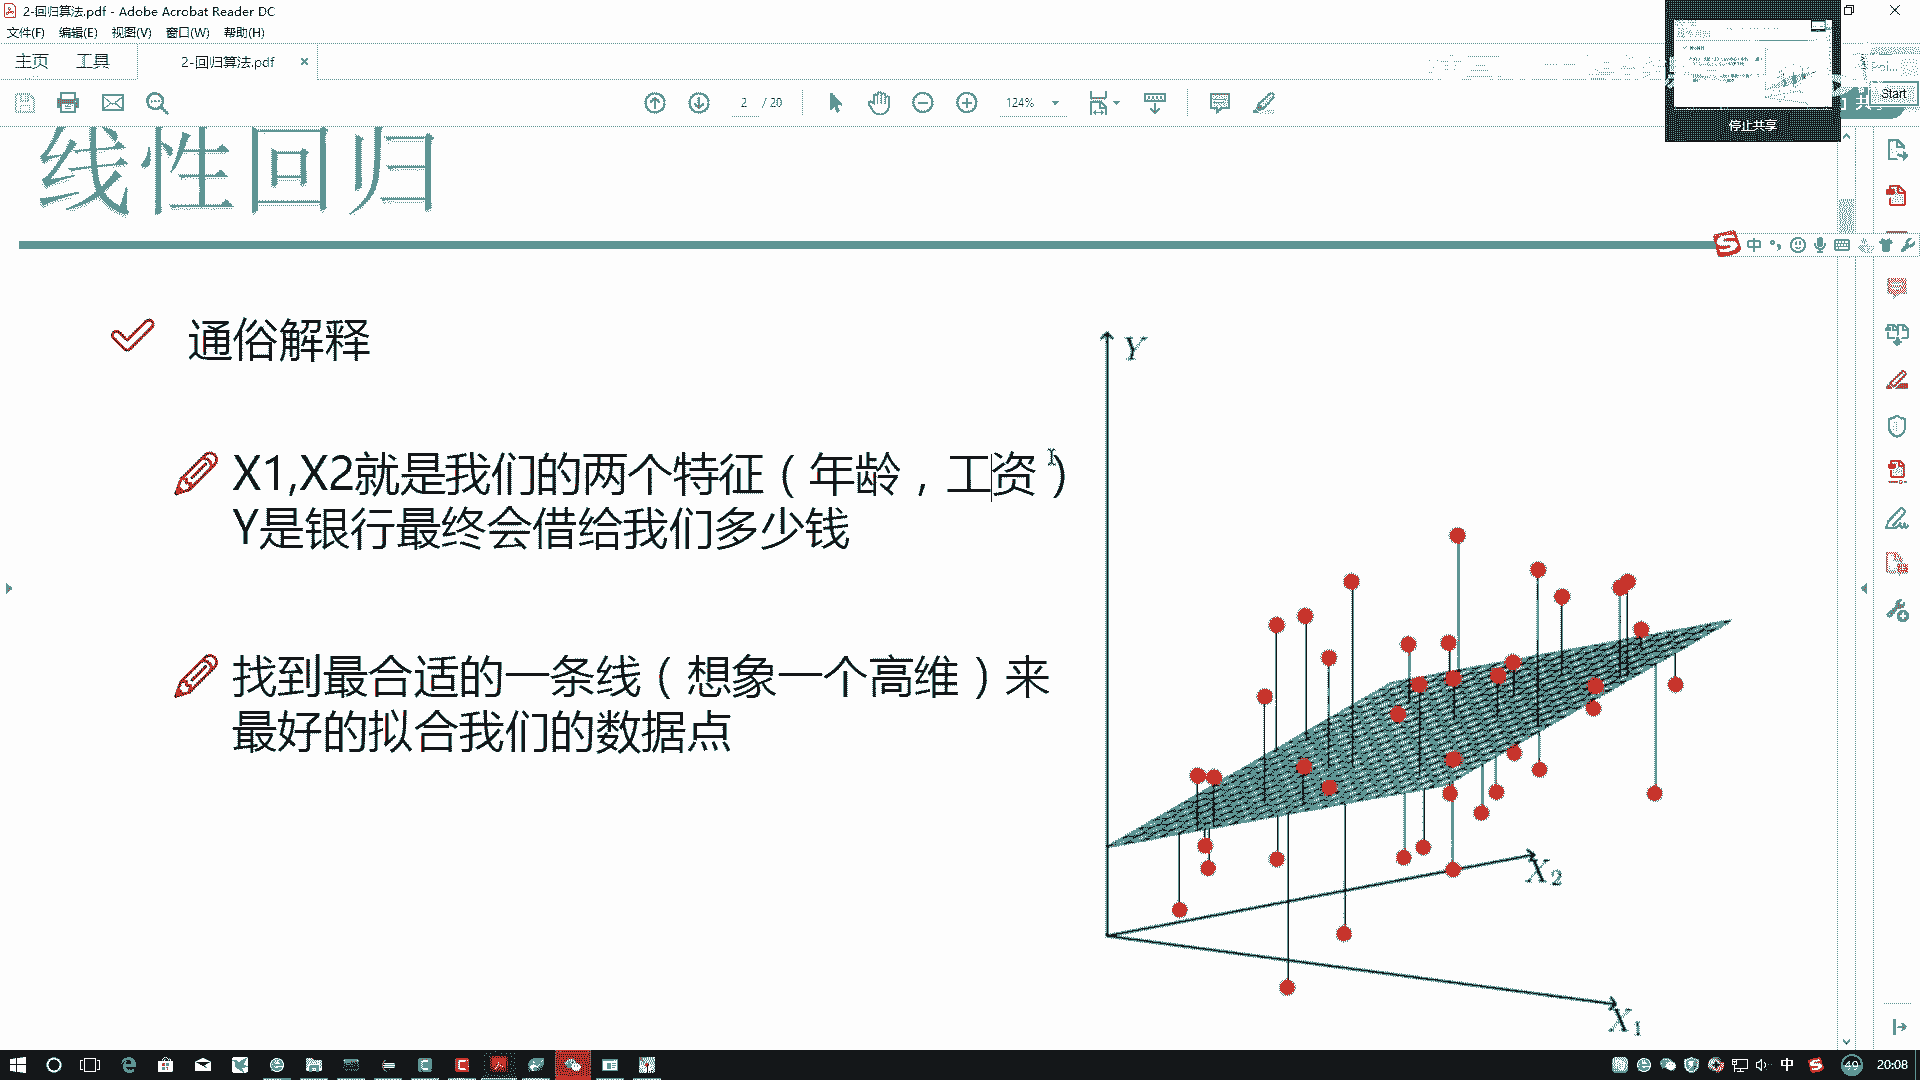 2-回归算法.pdf - Adobe Acrobat Reader DC
文件(F) 编辑(E) 视图(V) 窗口(W) 帮助(H)
主页 工具 2-回归算法.pdf ×
2 / 20 124%
Start
停止共享
线性回归
中
通俗解释
Y
X1,X2就是我们的两个特征（年龄，工资）
Y是银行最终会借给我们多少钱
找到最合适的一条线（想象一个高维）来
最好的拟合我们的数据点
X2
X1
中 49 20:08